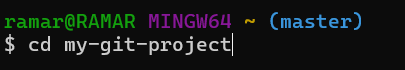 ramar@RAMAR MINGW64 ~ (master)
$ cd my-git-project